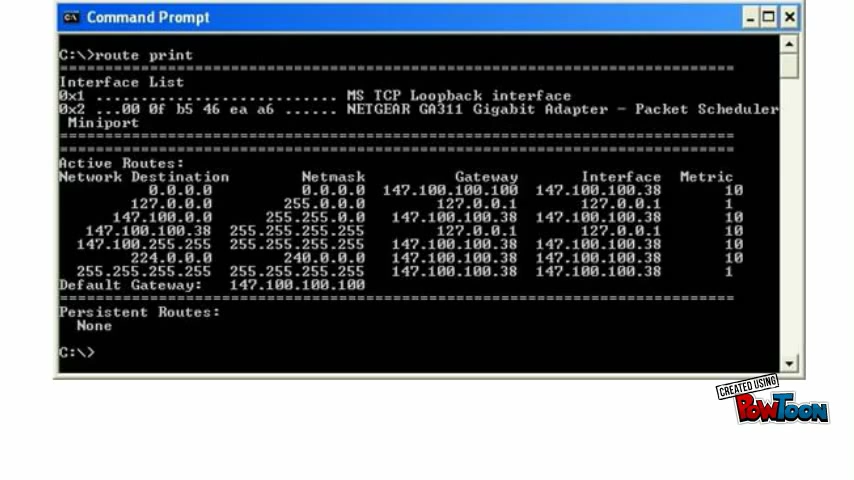 Command Prompt
C:\>route print
===========================================================================
Interface List
0x1 ........................... MS TCP Loopback interface
0x2 ...00 0f b5 46 ea a6 ...... NETGEAR GA311 Gigabit Adapter - Packet Scheduler
Miniport
===========================================================================
===========================================================================
Active Routes:
Network Destination Netmask Gateway Interface Metric
0.0.0.0 0.0.0.0 147.100.100.100 147.100.100.38 10
127.0.0.0 255.0.0.0 127.0.0.1 127.0.0.1 1
147.100.0.0 255.255.0.0 147.100.100.38 147.100.100.38 10
147.100.100.38 255.255.255.255 127.0.0.1 127.0.0.1 10
147.100.255.255 255.255.255.255 147.100.100.38 147.100.100.38 10
224.0.0.0 240.0.0.0 147.100.100.38 147.100.100.38 10
255.255.255.255 255.255.255.255 147.100.100.38 147.100.100.38 1
Default Gateway: 147.100.100.100
===========================================================================
Persistent Routes:
None
C:\>
CREATED USING
POWTOON